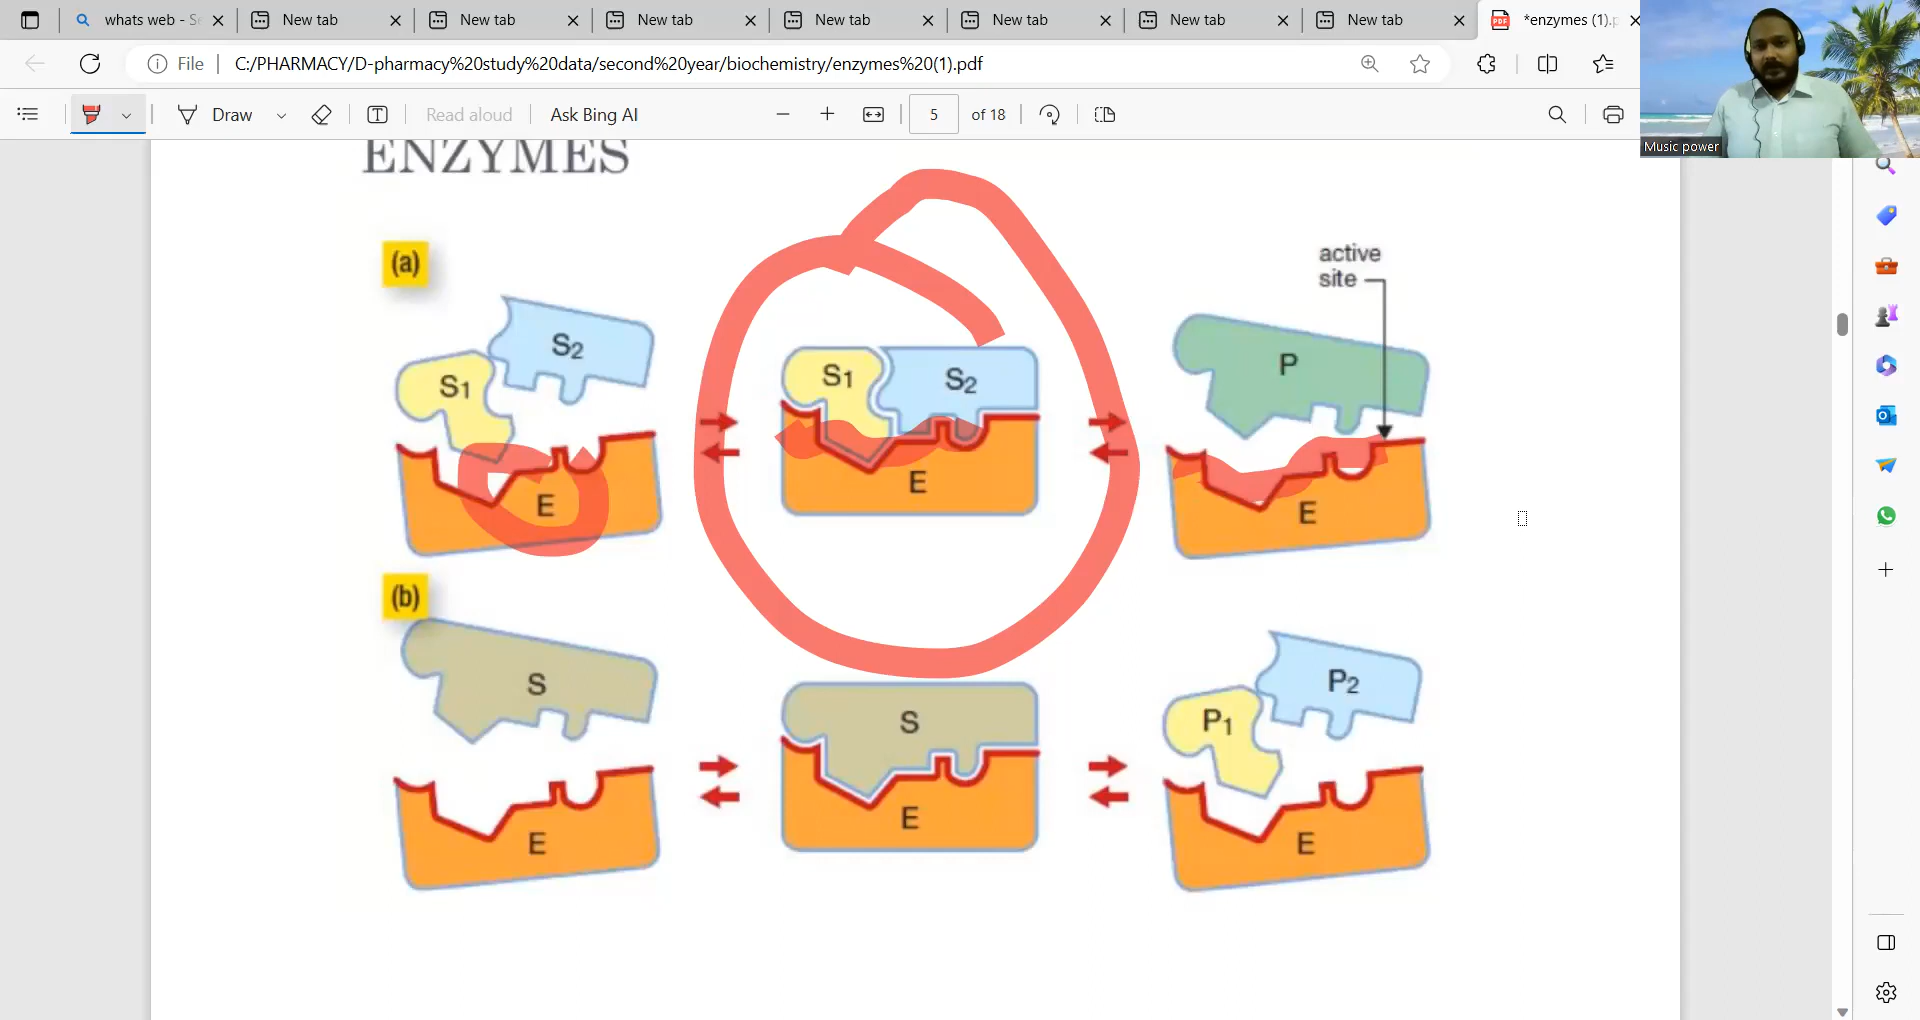 whats web - Se
New tab
New tab
New tab
New tab
New tab
New tab
New tab
*enzymes (1).p
File
C:/PHARMACY/D-pharmacy%20study%20data/second%20year/biochemistry/enzymes%20(1).pdf
Draw
Read aloud
Ask Bing AI
5
of 18
Music power
ENZYMES
(a)
active
site
S2
S1
E
S1
S2
E
P
E
(b)
S
E
S
E
P2
P1
E